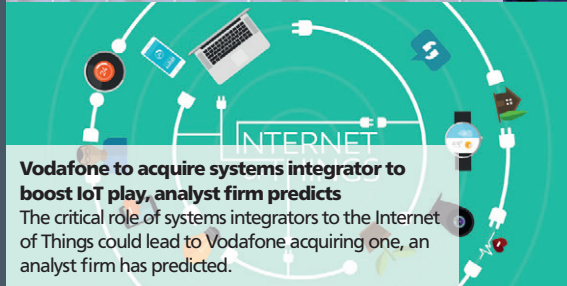 INTERNET
THINGS
Vodafone to acquire systems integrator to
boost IoT play, analyst firm predicts
The critical role of systems integrators to the Internet
of Things could lead to Vodafone acquiring one, an
analyst firm has predicted.